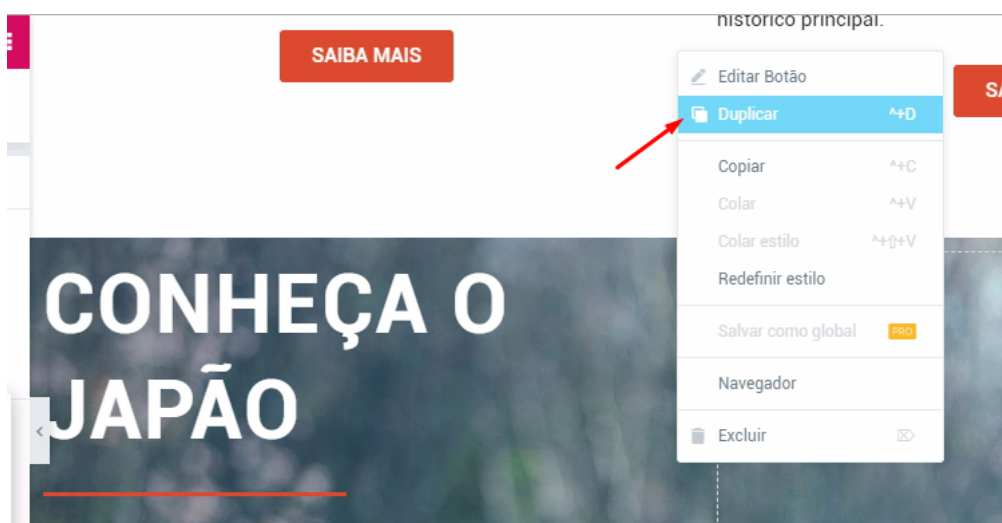 histórico principal.
SAIBA MAIS
Editar Botão
Duplicar ^+D
Copiar ^+C
Colar ^+V
Colar estilo ^+⇧+V
Redefinir estilo
Salvar como global PRO
Navegador
Excluir ⌦
CONHEÇA O
JAPÃO